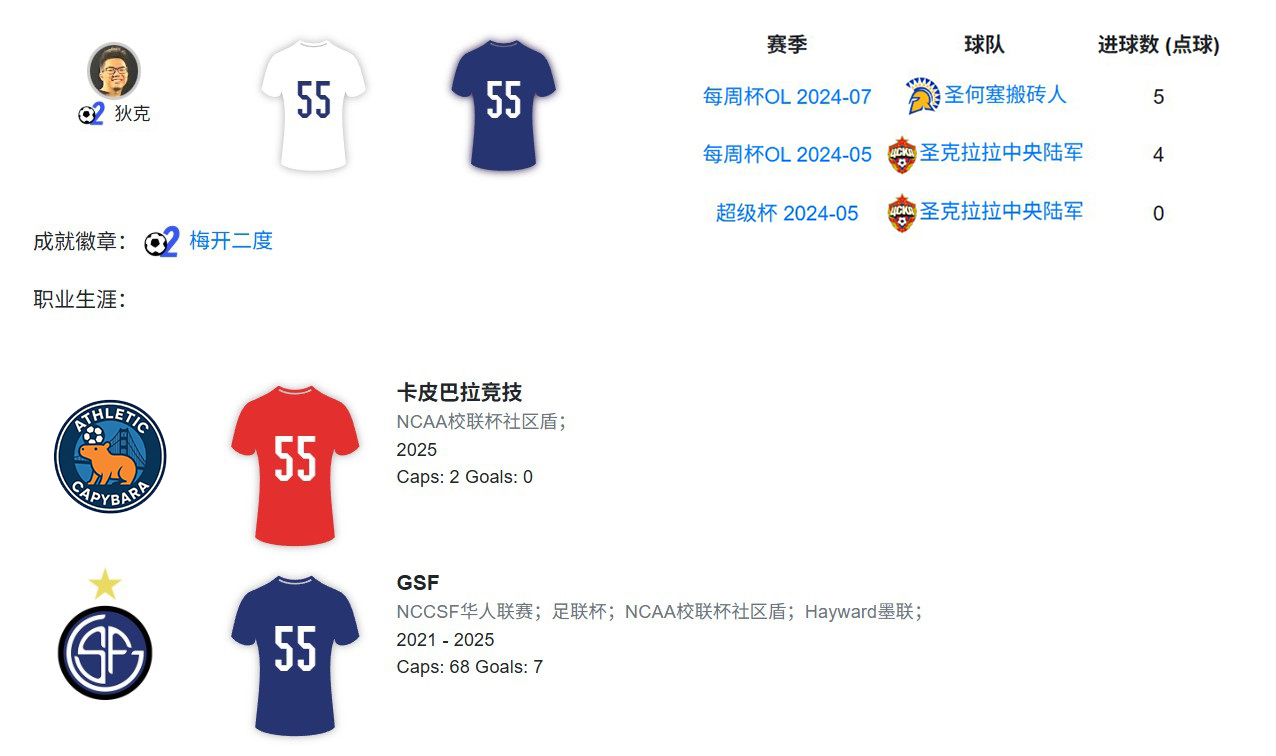 狄克
55
55
赛季 球队 进球数 (点球)
每周杯OL 2024-07 圣何塞搬砖人 5
每周杯OL 2024-05 ЦСКА 圣克拉拉中央陆军 4
超级杯 2024-05 ЦСКА 圣克拉拉中央陆军 0
成就徽章： 2 梅开二度
职业生涯：
ATHLETIC
CAPYBARA
55
卡皮巴拉竞技
NCAA校联杯社区盾；
2025
Caps: 2 Goals: 0
GSF
55
GSF
NCCSF华人联赛；足联杯；NCAA校联杯社区盾；Hayward墨联；
2021 - 2025
Caps: 68 Goals: 7